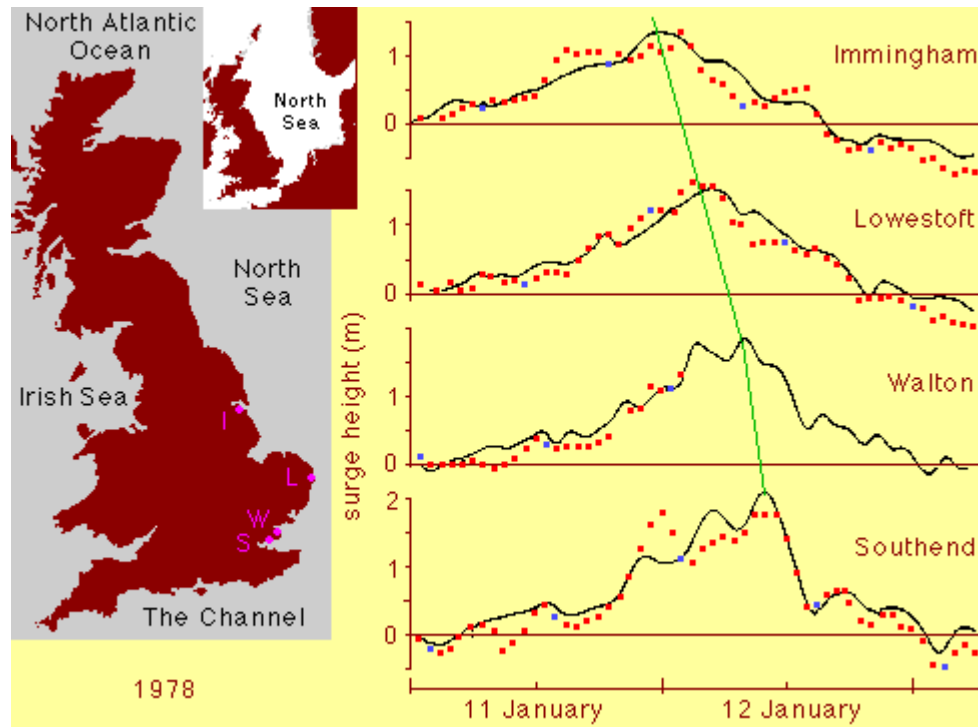 North Atlantic
Ocean
North
Sea
North
Sea
Irish Sea
I
L
W
S
The Channel
1978
surge height (m)
1
0
Immingham
1
0
Lowestoft
1
0
Walton
2
1
0
Southend
11 January
12 January